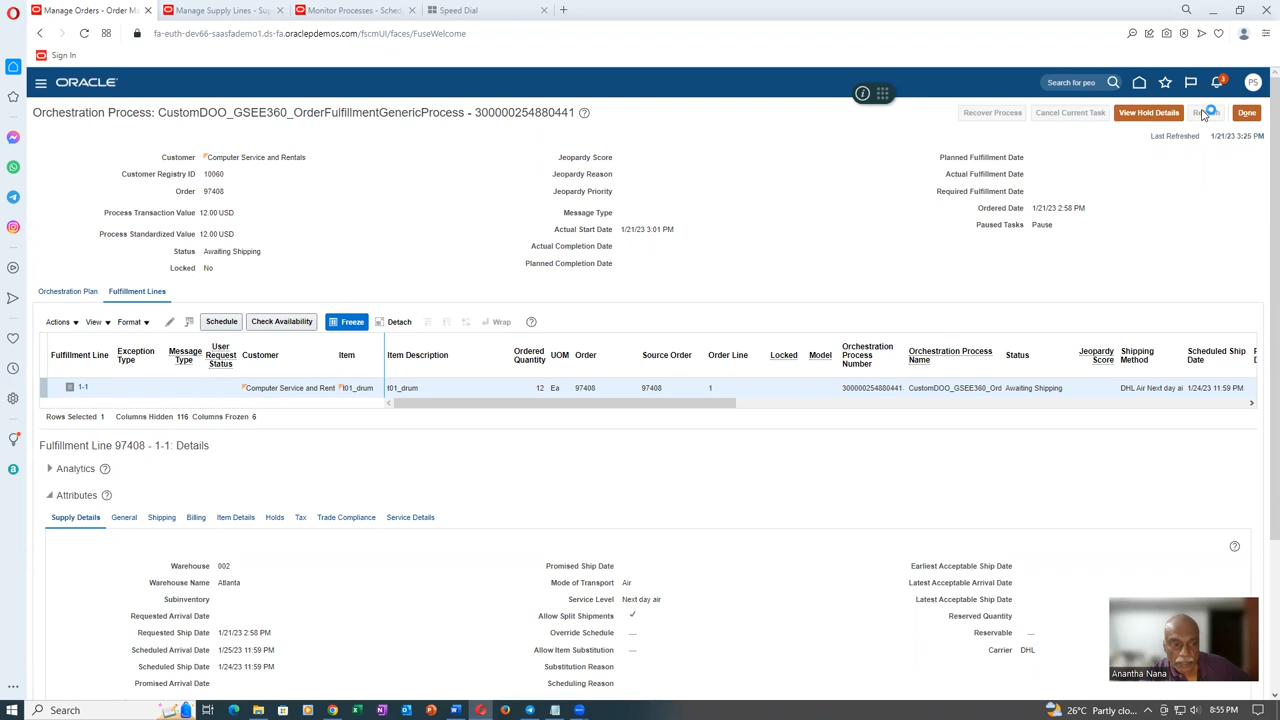 Manage Orders - Order Ma
Manage Supply Lines - Sup
Monitor Processes - Sched
Speed Dial
fa-euth-dev66-saasfademo1.ds-fa.oraclepdemos.com/fscmUI/faces/FuseWelcome
Sign In
ORACLE
Search for peo
3
PS
Orchestration Process: CustomDOO_GSEE360_OrderFulfillmentGenericProcess - 300000254880441
Recover Process
Cancel Current Task
View Hold Details
Done
Last Refreshed 1/21/23 3:25 PM
Customer Computer Service and Rentals
Jeopardy Score
Planned Fulfillment Date
Customer Registry ID 10060
Jeopardy Reason
Actual Fulfillment Date
Order 97408
Jeopardy Priority
Required Fulfillment Date
Process Transaction Value 12.00 USD
Message Type
Ordered Date 1/21/23 2:58 PM
Process Standardized Value 12.00 USD
Actual Start Date 1/21/23 3:01 PM
Paused Tasks Pause
Status Awaiting Shipping
Actual Completion Date
Locked No
Planned Completion Date
Orchestration Plan Fulfillment Lines
Actions View Format Schedule Check Availability Freeze Detach Wrap
Fulfillment Line Exception Type Message Type User Request Status Customer Item Item Description Ordered Quantity UOM Order Source Order Order Line Locked Model Orchestration Process Number Orchestration Process Name Status Jeopardy Score Shipping Method Scheduled Ship Date
1-1 Computer Service and Rent t01_drum t01_drum 12 Ea 97408 97408 1 300000254880441. CustomDOO_GSEE360_Ord Awaiting Shipping DHL Air Next day ai 1/24/23 11:59 PM
Rows Selected 1 Columns Hidden 116 Columns Frozen 6
Fulfillment Line 97408 - 1-1: Details
Analytics
Attributes
Supply Details General Shipping Billing Item Details Holds Tax Trade Compliance Service Details
Warehouse 002
Promised Ship Date
Earliest Acceptable Ship Date
Warehouse Name Atlanta
Mode of Transport Air
Latest Acceptable Arrival Date
Subinventory
Service Level Next day air
Latest Acceptable Ship Date
Requested Arrival Date
Allow Split Shipments
Reserved Quantity
Requested Ship Date 1/21/23 2:58 PM
Override Schedule
Reservable
Scheduled Arrival Date 1/25/23 11:59 PM
Allow Item Substitution
Carrier DHL
Scheduled Ship Date 1/24/23 11:59 PM
Substitution Reason
Promised Arrival Date
Scheduling Reason
Anantha Nana
Search
26°C Partly clear
ENG
8:55 PM